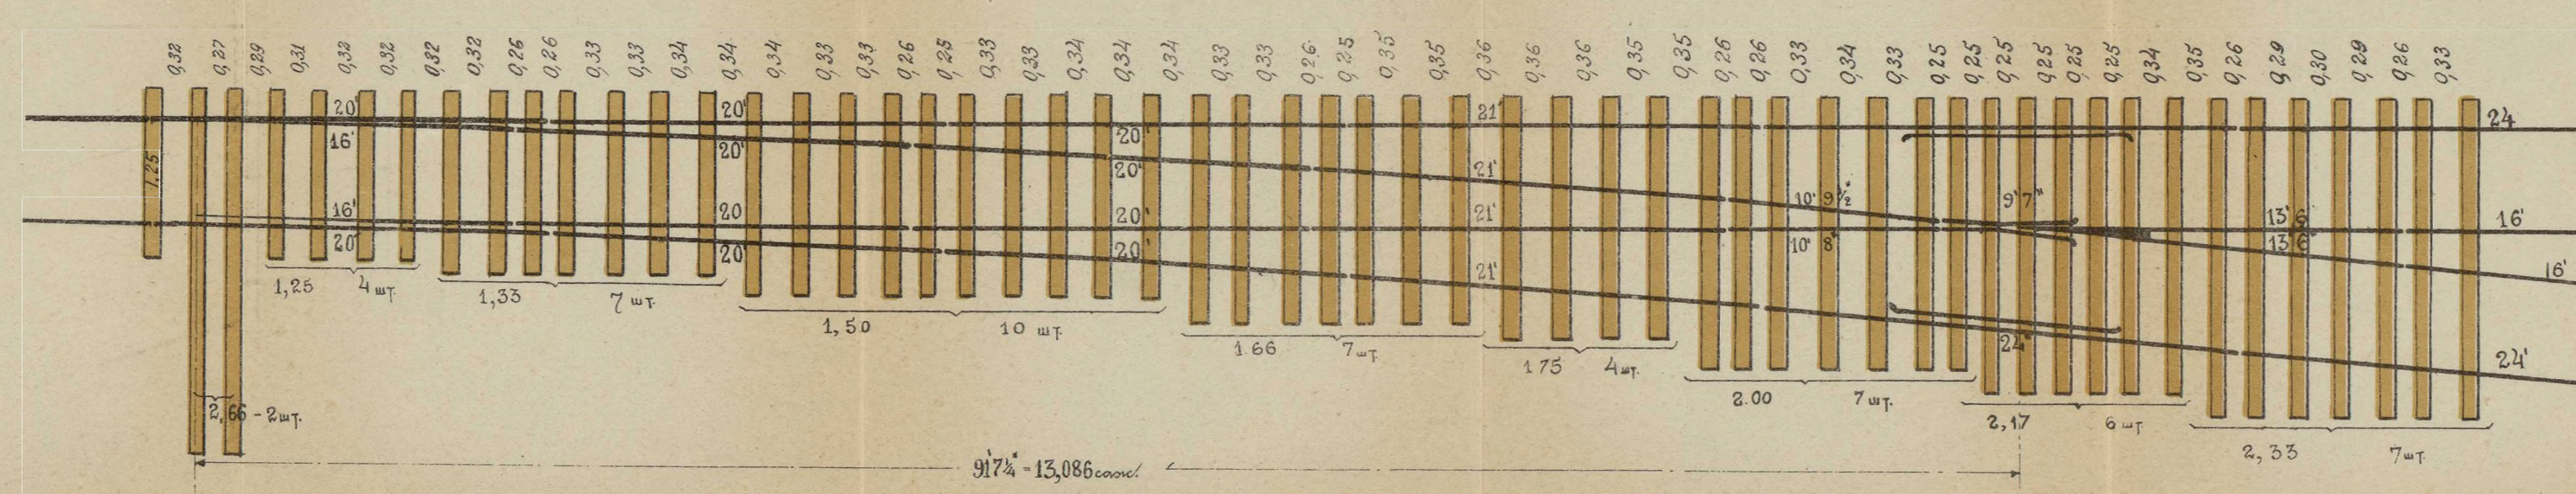 0,32 0,27 0,29 0,31 0,32 0,32 0,32 0,32 0,26 0,26 0,33 0,33 0,34 0,34 0,34 0,33 0,33 0,26 0,25 0,33 0,33 0,34 0,34 0,34 0,33 0,33 0,26 0,25 0,35 0,35 0,36 0,36 0,36 0,35 0,35 0,26 0,26 0,33 0,34 0,33 0,25 0,25 0,25 0,25 0,25 0,25 0,34 0,35 0,26 0,29 0,30 0,29 0,26 0,33
20' 20' 20' 21' 24
16' 20' 20' 21' 10' 9½" 9' 7"
1.25
16' 20 20' 21' 10' 8" 13' 6 16'
20' 20' 20' 21' 24" 13' 6" 16'
24'
1,25 4 шт.
1,33 7 шт.
1,50 10 шт.
1.66 7 шт.
1 75 4 шт.
2.00 7 шт.
2,17 6 шт
2,33 7 шт
2,66 - 2 шт.
91'7¼" = 13,086 саж.